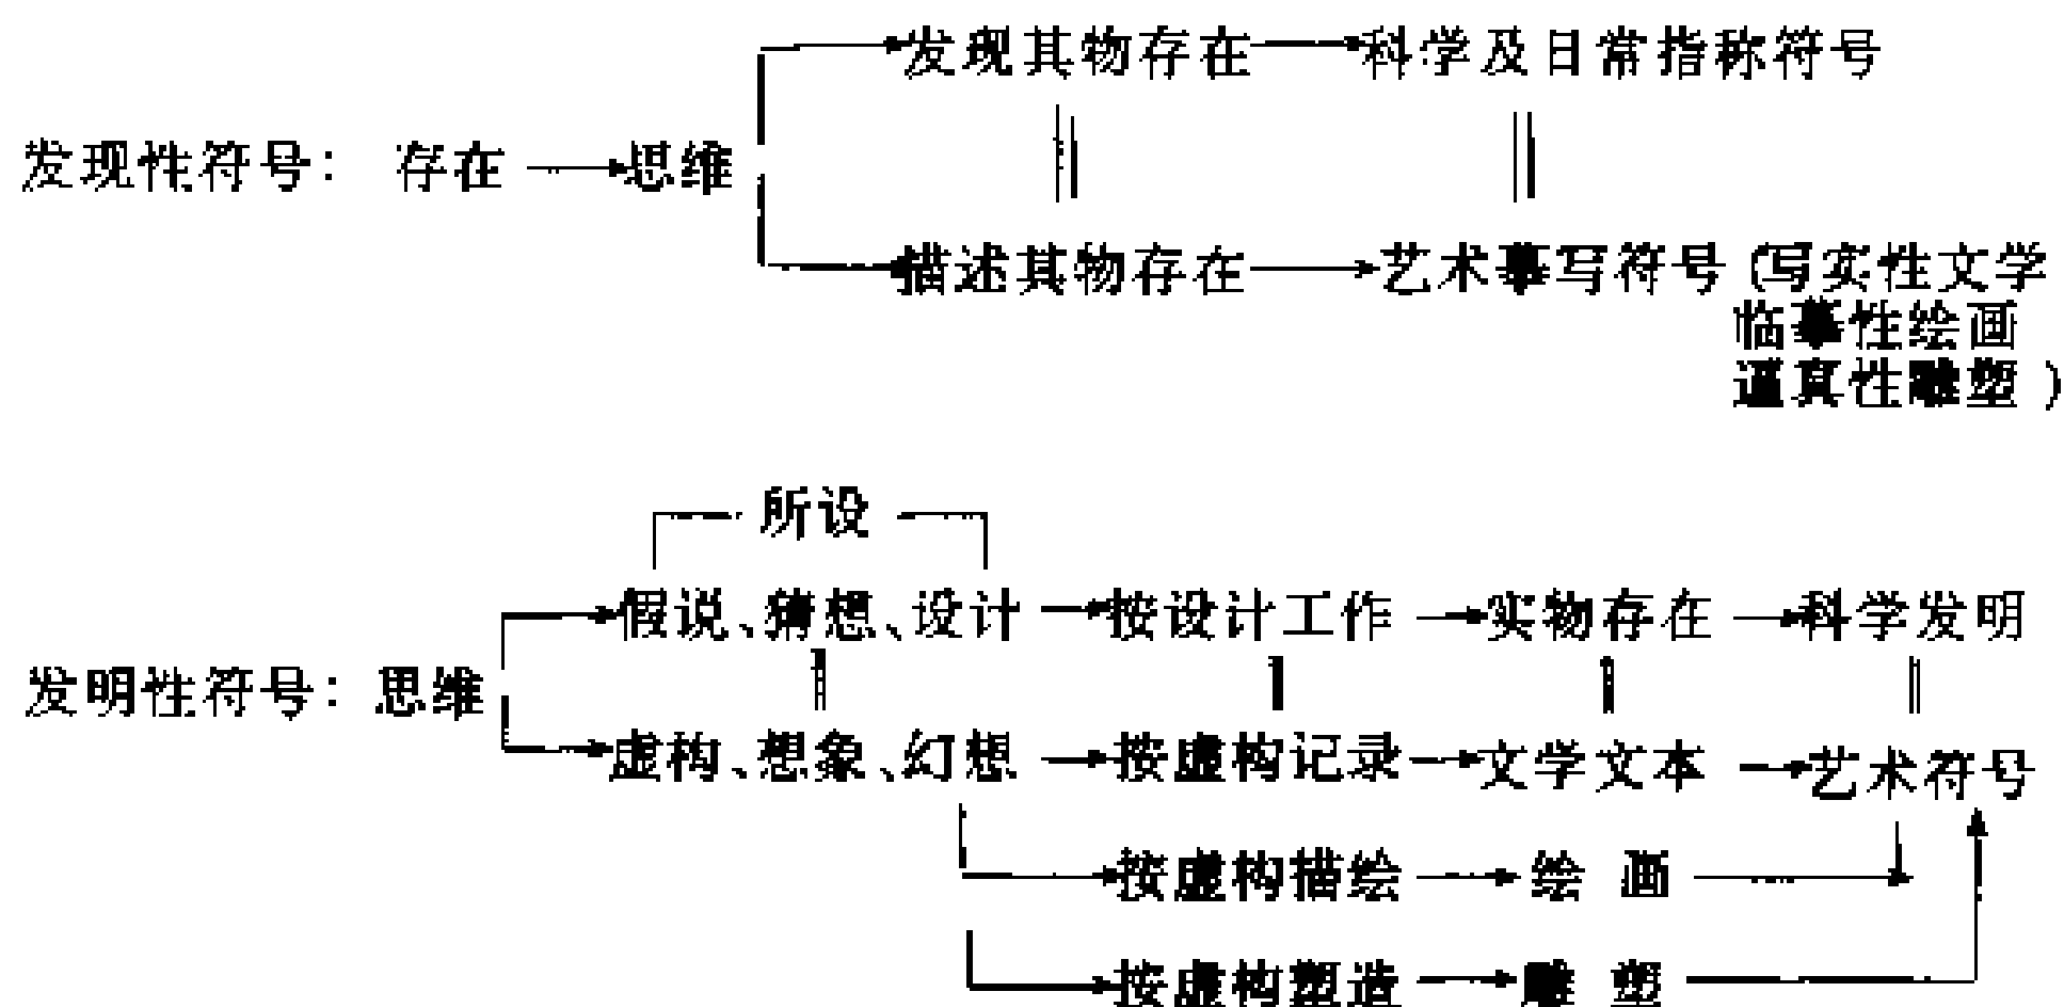 发现其物存在 科学及日常指称符号
发现性符号： 存在 思维
描述其物存在 艺术摹写符号（写实性文学
临摹性绘画
逼真性雕塑）
所设
假说、猜想、设计 按设计工作 实物存在 科学发明
发明性符号：思维
虚构、想象、幻想 按虚构记录 文学文本 艺术符号
按虚构描绘 绘画
按虚构塑造 雕塑